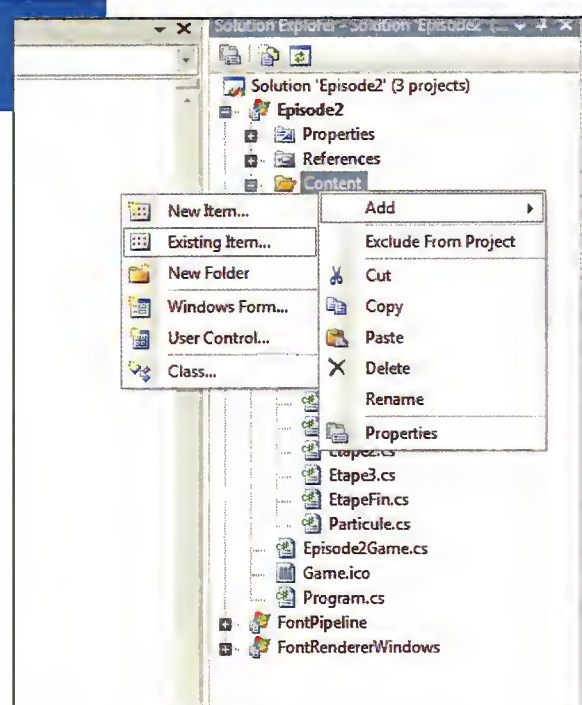 Solution Explorer - Solution 'Episode2' (...
Solution 'Episode2' (3 projects)
Episode2
Properties
References
Content
Add
Exclude From Project
Cut
Copy
Paste
Delete
Rename
Properties
New Item...
Existing Item...
New Folder
Windows Form...
User Control...
Class...
Etape2.cs
Etape3.cs
EtapeFin.cs
Particule.cs
Episode2Game.cs
Game.ico
Program.cs
FontPipeline
FontRendererWindows